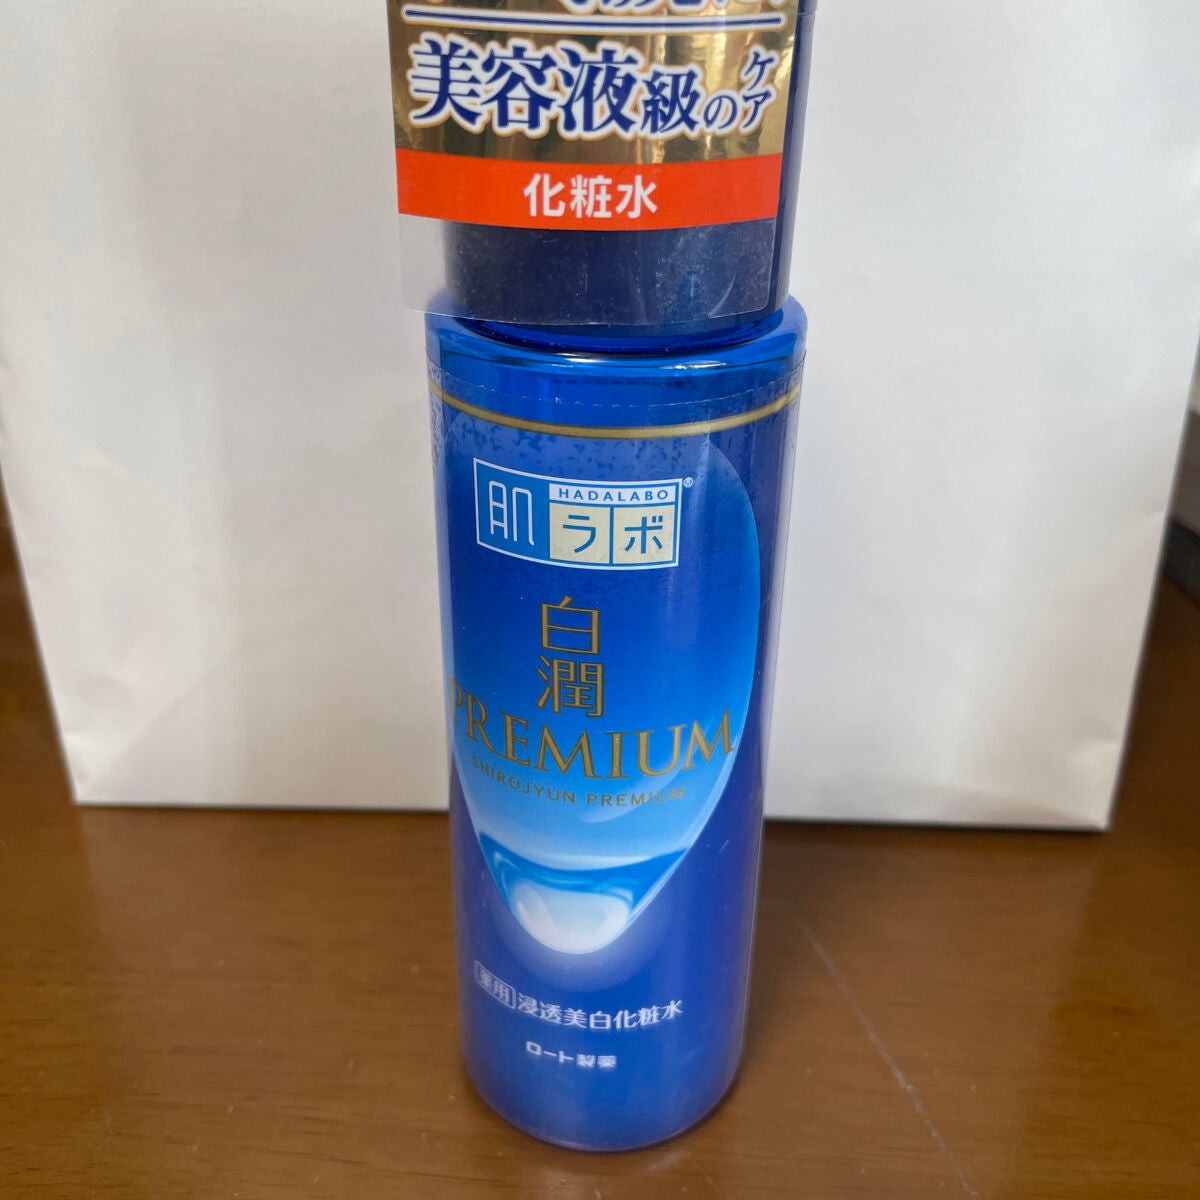 美容液級のケア
化粧水
HADALABO®
肌ラボ
白潤
PREMIUM
SHIROJYUN PREMIUM
薬用 浸透美白化粧水
ロート製薬